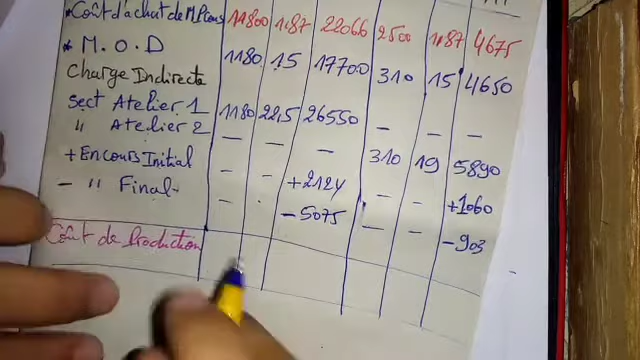 • Coût d'achat de MPCons 11800 1,87 22066 2500 1,87 4675
• M.O.D 1180 15 17700 310 15 4650
Charge Indirecte
Sect Atelier 1 1180 22,5 26550 - - -
" Atelier 2 - - - 310 19 5890
+ Encours Initial - - +2124 - - +1060
- " Final - - - 5075 - - - 903
Coût de Production